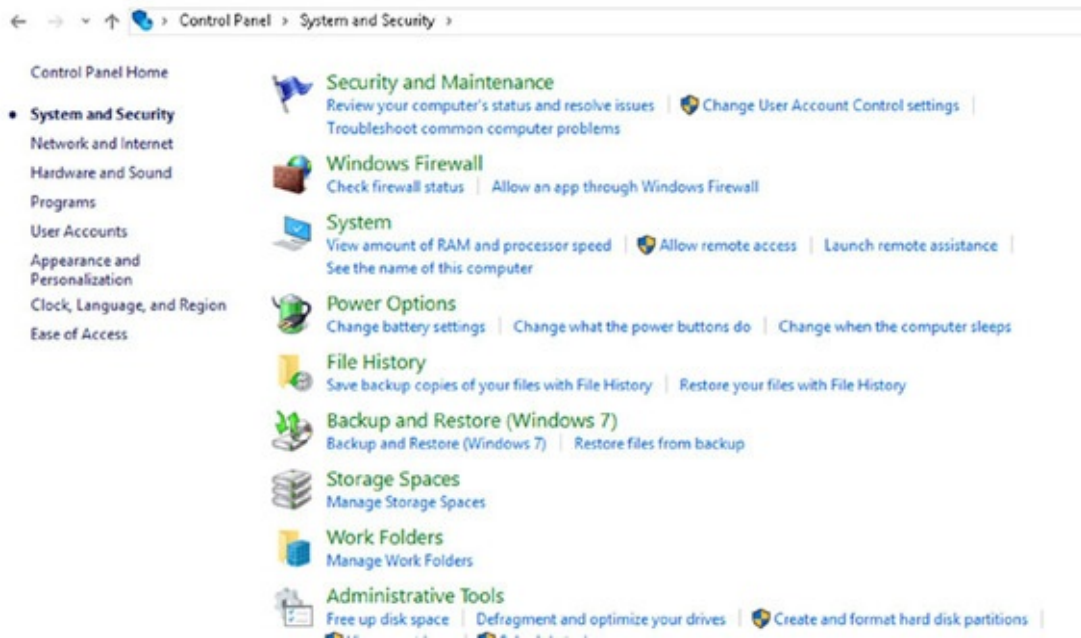 Control Panel > System and Security >
Control Panel Home
System and Security
Network and Internet
Hardware and Sound
Programs
User Accounts
Appearance and
Personalization
Clock, Language, and Region
Ease of Access
Security and Maintenance
Review your computer's status and resolve issues | Change User Account Control settings |
Troubleshoot common computer problems
Windows Firewall
Check firewall status | Allow an app through Windows Firewall
System
View amount of RAM and processor speed | Allow remote access | Launch remote assistance |
See the name of this computer
Power Options
Change battery settings | Change what the power buttons do | Change when the computer sleeps
File History
Save backup copies of your files with File History | Restore your files with File History
Backup and Restore (Windows 7)
Backup and Restore (Windows 7) | Restore files from backup
Storage Spaces
Manage Storage Spaces
Work Folders
Manage Work Folders
Administrative Tools
Free up disk space | Defragment and optimize your drives | Create and format hard disk partitions |